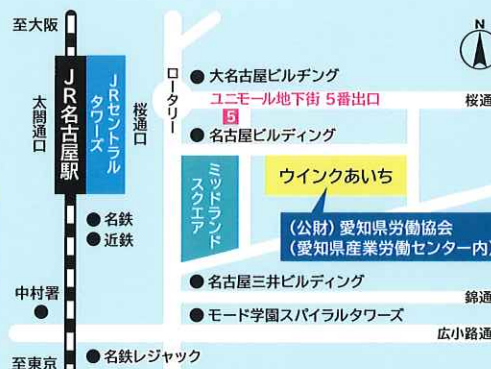 至大阪
N
JR名古屋駅
JRセントラル
タワーズ
太閤通口
桜通口
ロータリー
大名古屋ビルヂング
ユニモール地下街 5番出口
5
桜通
名古屋ビルディング
ミッドランド
スクエア
ウインクあいち
(公財)愛知県労働協会
(愛知県産業労働センター内)
名鉄
近鉄
名古屋三井ビルディング
錦通
中村署
モード学園スパイラルタワーズ
広小路通
至東京
名鉄レジャック